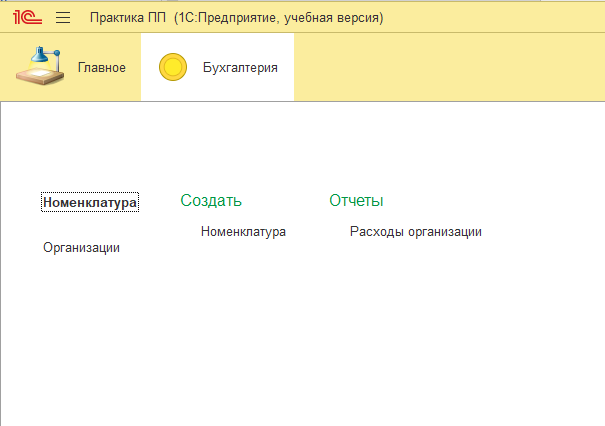 1С Практика ПП (1С:Предприятие, учебная версия)
Главное Бухгалтерия
Номенклатура Создать Отчеты
Номенклатура Расходы организации
Организации